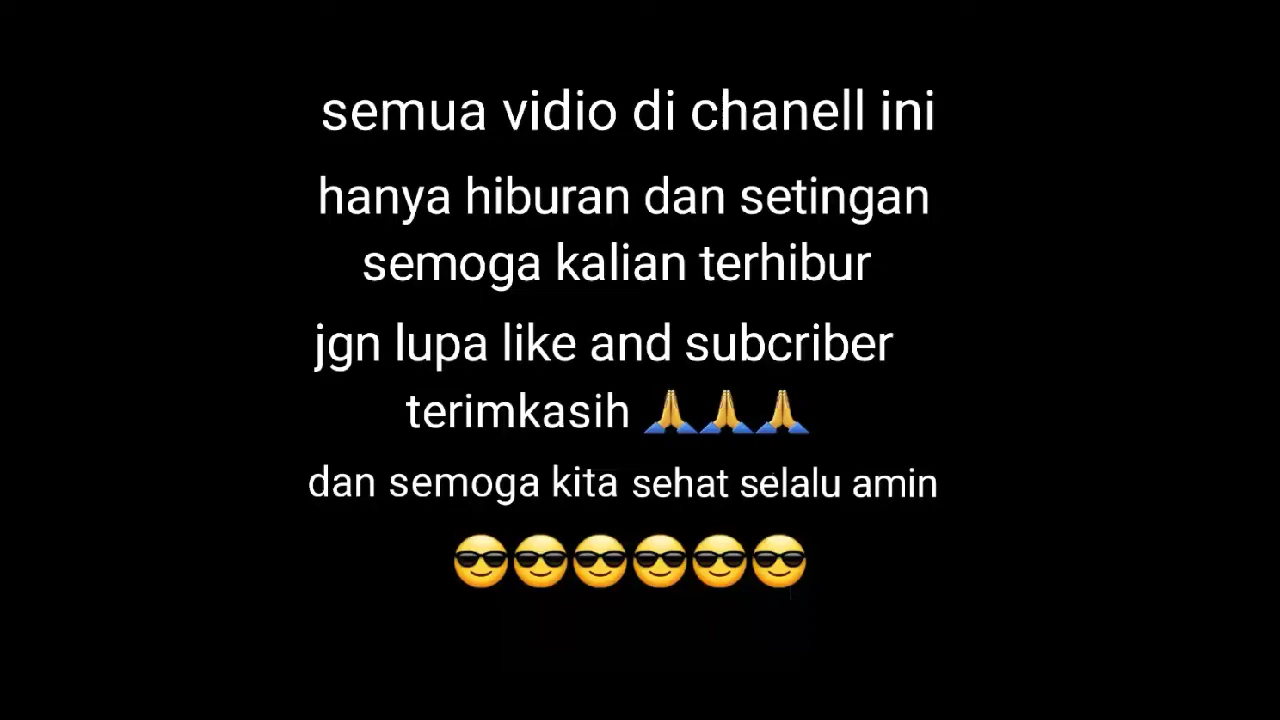 semua vidio di chanell ini
hanya hiburan dan setingan
semoga kalian terhibur
jgn lupa like and subcriber
terimkasih 🙏🙏🙏
dan semoga kita sehat selalu amin
😎😎😎😎😎😎